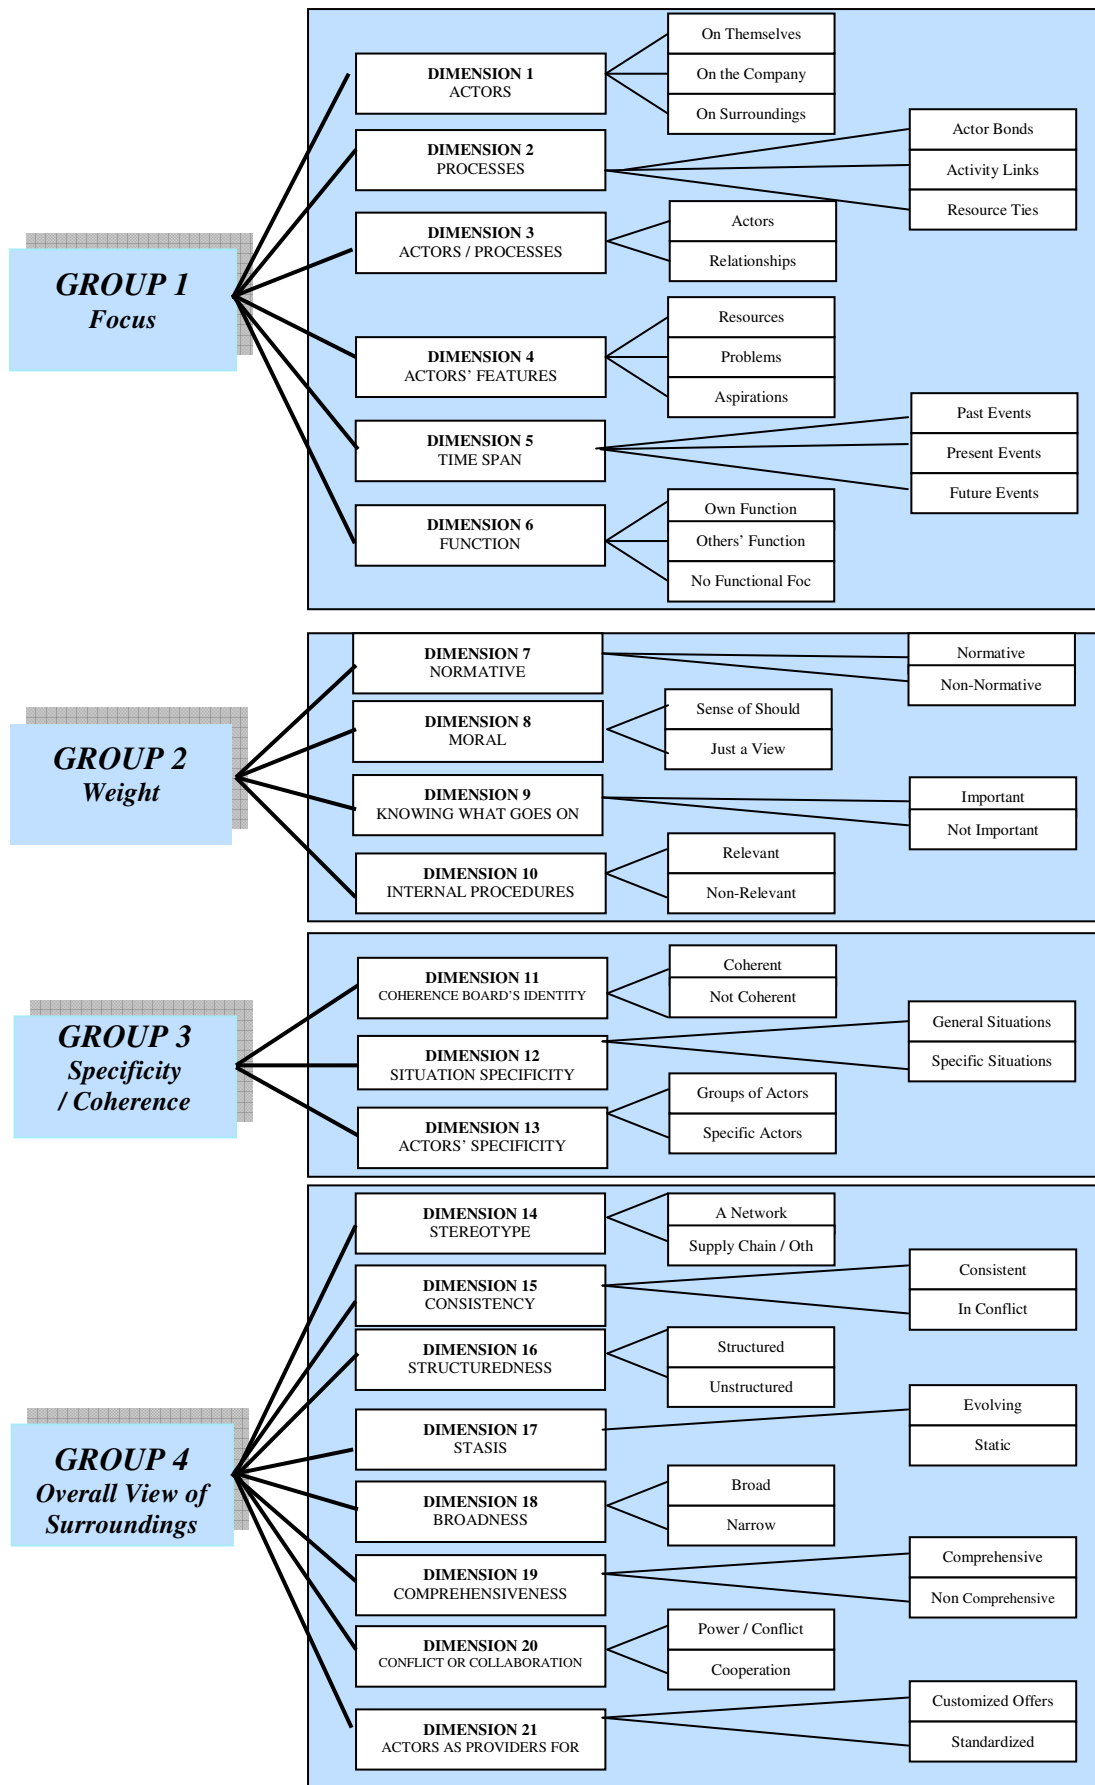 GROUP 1
Focus
DIMENSION 1
ACTORS
On Themselves
On the Company
On Surroundings
DIMENSION 2
PROCESSES
Actor Bonds
Activity Links
Resource Ties
DIMENSION 3
ACTORS / PROCESSES
Actors
Relationships
DIMENSION 4
ACTORS’ FEATURES
Resources
Problems
Aspirations
DIMENSION 5
TIME SPAN
Past Events
Present Events
Future Events
DIMENSION 6
FUNCTION
Own Function
Others’ Function
No Functional Foc
GROUP 2
Weight
DIMENSION 7
NORMATIVE
Normative
Non-Normative
DIMENSION 8
MORAL
Sense of Should
Just a View
DIMENSION 9
KNOWING WHAT GOES ON
Important
Not Important
DIMENSION 10
INTERNAL PROCEDURES
Relevant
Non-Relevant
GROUP 3
Specificity
/ Coherence
DIMENSION 11
COHERENCE BOARD’S IDENTITY
Coherent
Not Coherent
DIMENSION 12
SITUATION SPECIFICITY
General Situations
Specific Situations
DIMENSION 13
ACTORS’ SPECIFICITY
Groups of Actors
Specific Actors
GROUP 4
Overall View of
Surroundings
DIMENSION 14
STEREOTYPE
A Network
Supply Chain / Oth
DIMENSION 15
CONSISTENCY
Consistent
In Conflict
DIMENSION 16
STRUCTUREDNESS
Structured
Unstructured
DIMENSION 17
STASIS
Evolving
Static
DIMENSION 18
BROADNESS
Broad
Narrow
DIMENSION 19
COMPREHENSIVENESS
Comprehensive
Non Comprehensive
DIMENSION 20
CONFLICT OR COLLABORATION
Power / Conflict
Cooperation
DIMENSION 21
ACTORS AS PROVIDERS FOR
Customized Offers
Standardized